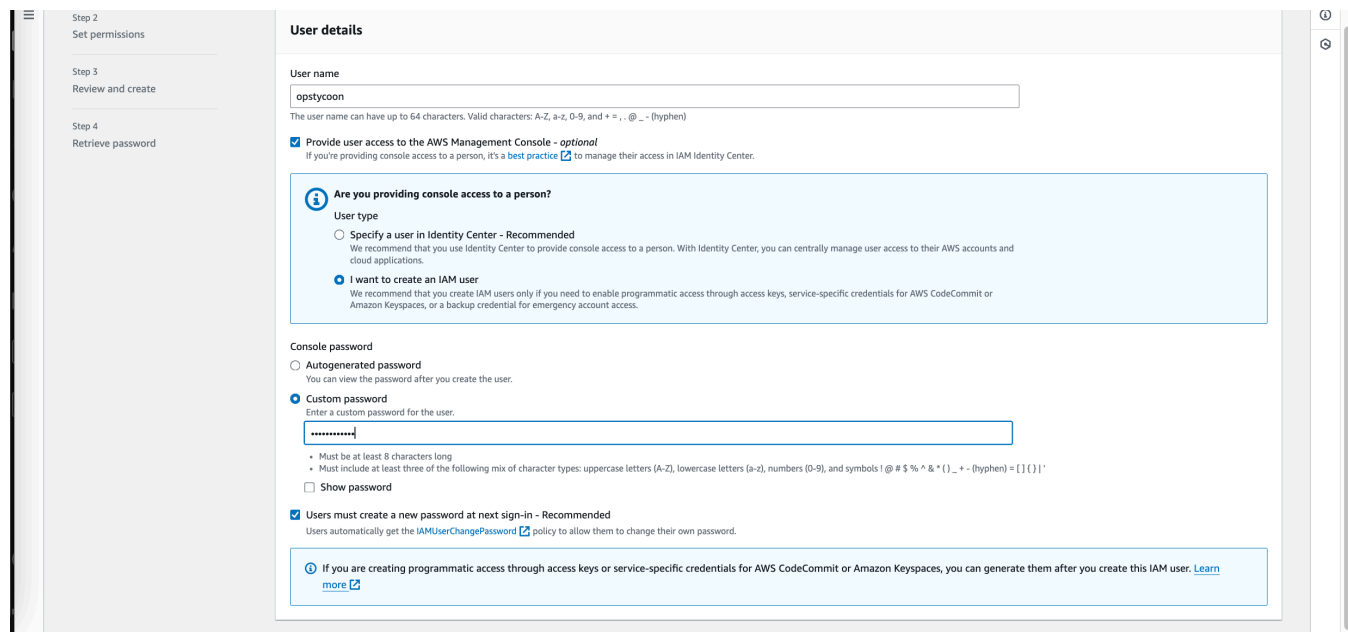 Step 2
Set permissions
Step 3
Review and create
Step 4
Retrieve password
User details
User name
opstycoon
The user name can have up to 64 characters. Valid characters: A-Z, a-z, 0-9, and + = , . @ _ - (hyphen)
Provide user access to the AWS Management Console - optional
If you're providing console access to a person, it's a best practice to manage their access in IAM Identity Center.
Are you providing console access to a person?
User type
Specify a user in Identity Center - Recommended
We recommend that you use Identity Center to provide console access to a person. With Identity Center, you can centrally manage user access to their AWS accounts and
cloud applications.
I want to create an IAM user
We recommend that you create IAM users only if you need to enable programmatic access through access keys, service-specific credentials for AWS CodeCommit or
Amazon Keyspaces, or a backup credential for emergency account access.
Console password
Autogenerated password
You can view the password after you create the user.
Custom password
Enter a custom password for the user.
••••••••••••
• Must be at least 8 characters long
• Must include at least three of the following mix of character types: uppercase letters (A-Z), lowercase letters (a-z), numbers (0-9), and symbols ! @ # $ % ^ & * ( ) _ + - (hyphen) = [ ] { } | '
Show password
Users must create a new password at next sign-in - Recommended
Users automatically get the IAMUserChangePassword policy to allow them to change their own password.
If you are creating programmatic access through access keys or service-specific credentials for AWS CodeCommit or Amazon Keyspaces, you can generate them after you create this IAM user. Learn
more